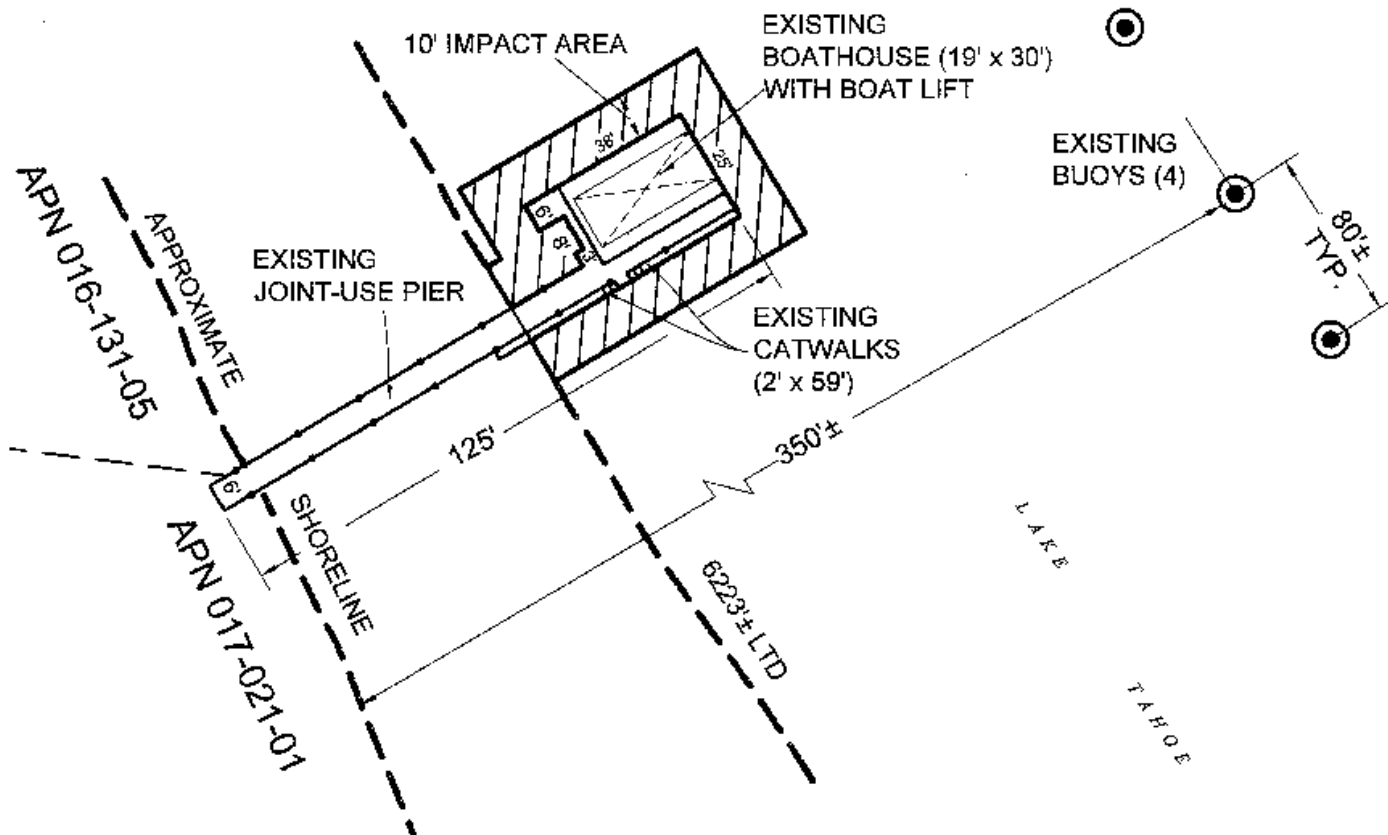 EXISTING
BOATHOUSE (19' x 30')
WITH BOAT LIFT
10' IMPACT AREA
EXISTING
BUOYS (4)
38'
25'
6'
8'
3'
80'±
TYP.
APN 016-131-05
APPROXIMATE
EXISTING
JOINT-USE PIER
EXISTING
CATWALKS
(2' x 59')
125'
350'±
6'
SHORELINE
APN 017-021-01
6223'± LTD
LAKE
TAHOE